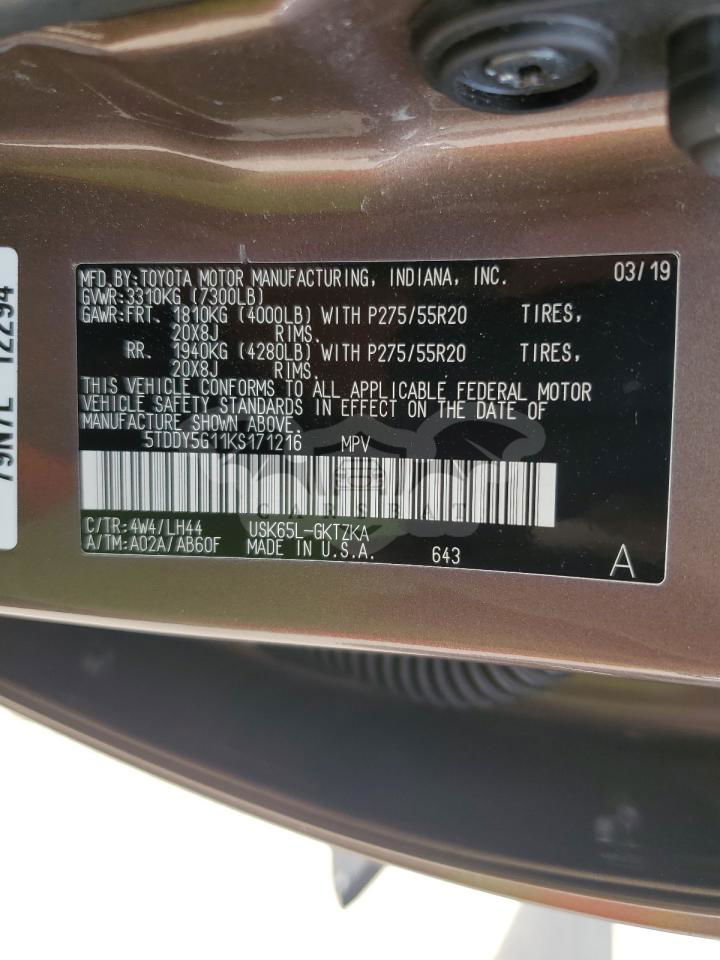 MFD.BY:TOYOTA MOTOR MANUFACTURING, INDIANA, INC. 03/19
GVWR:3310KG (7300LB)
GAWR:FRT. 1810KG (4000LB) WITH P275/55R20 TIRES,
20X8J RIMS.
RR. 1940KG (4280LB) WITH P275/55R20 TIRES,
20X8J RIMS.
THIS VEHICLE CONFORMS TO ALL APPLICABLE FEDERAL MOTOR
VEHICLE SAFETY STANDARDS IN EFFECT ON THE DATE OF
MANUFACTURE SHOWN ABOVE.
5TDDY5G11KS171216 MPV
CARSBAT
C/TR:4W4/LH44 USK65L-GKTZKA
A/TM:A02A/AB60F MADE IN U.S.A. 643 A
12294